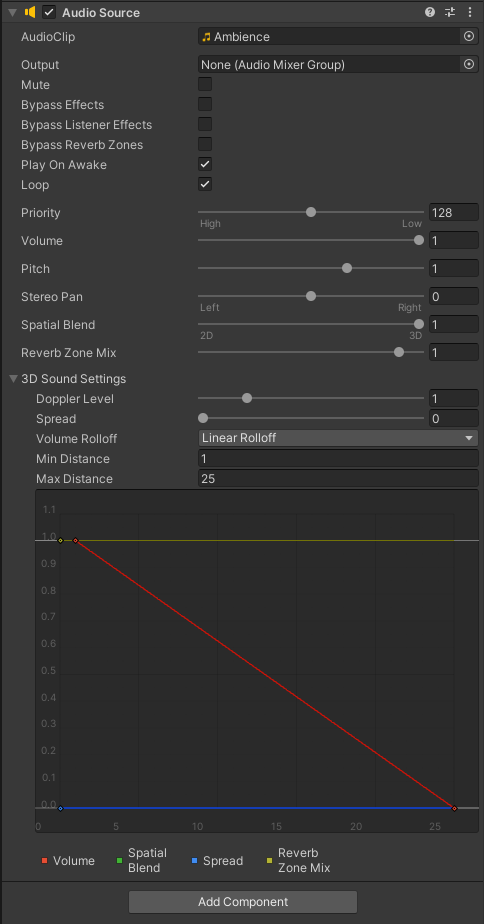 Audio Source
AudioClip Ambience
Output None (Audio Mixer Group)
Mute
Bypass Effects
Bypass Listener Effects
Bypass Reverb Zones
Play On Awake
Loop
Priority 128
High Low
Volume 1
Pitch 1
Stereo Pan 0
Left Right
Spatial Blend 1
2D 3D
Reverb Zone Mix 1
3D Sound Settings
Doppler Level 1
Spread 0
Volume Rolloff Linear Rolloff
Min Distance 1
Max Distance 25
1.1
1.0
0.9
0.8
0.7
0.6
0.5
0.4
0.3
0.2
0.1
0.0
0 5 10 15 20 25
Volume
Spatial
Blend
Spread
Reverb
Zone Mix
Add Component